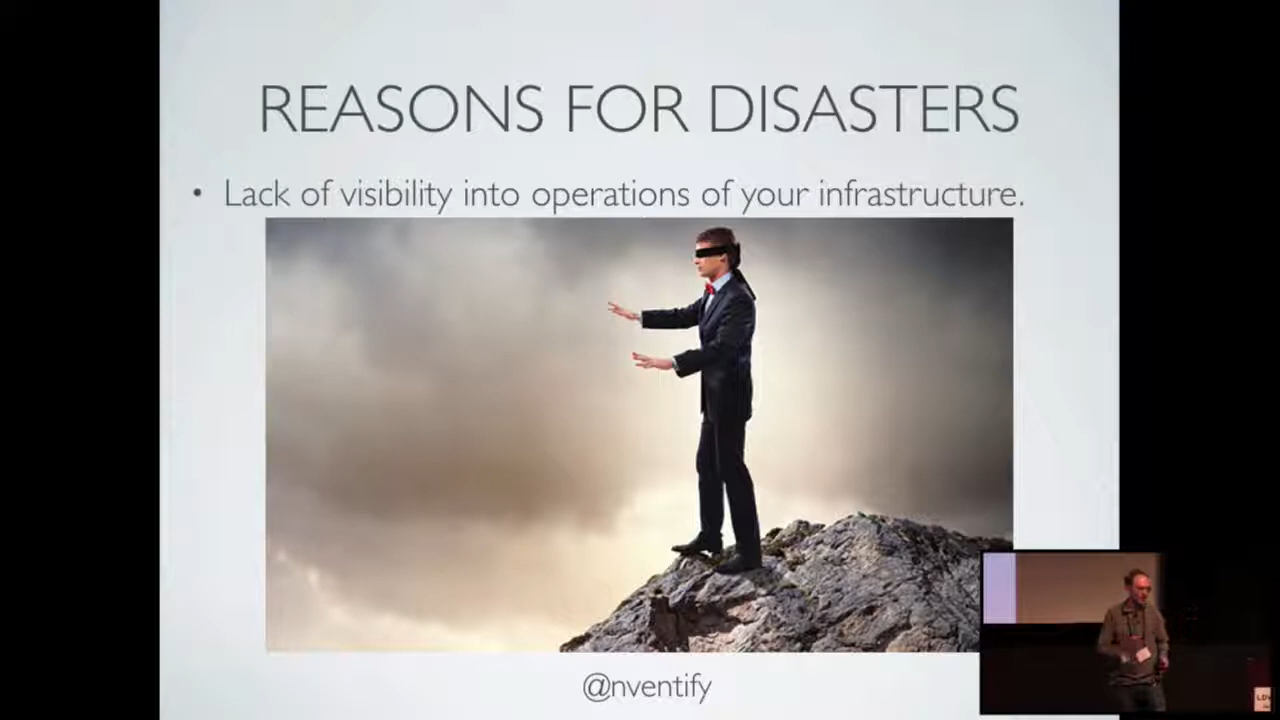 REASONS FOR DISASTERS
• Lack of visibility into operations of your infrastructure.
@nventify